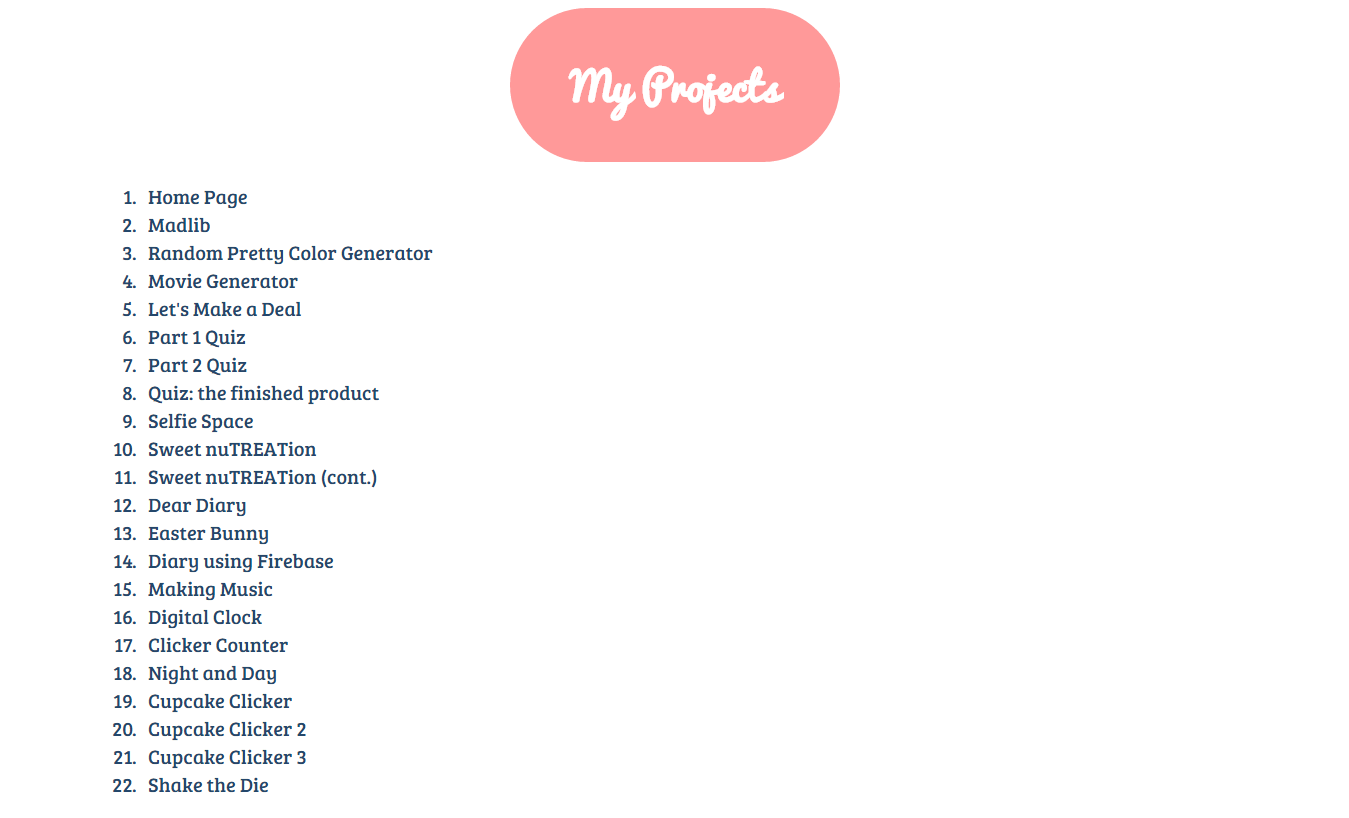 My Projects
1. Home Page
2. Madlib
3. Random Pretty Color Generator
4. Movie Generator
5. Let's Make a Deal
6. Part 1 Quiz
7. Part 2 Quiz
8. Quiz: the finished product
9. Selfie Space
10. Sweet nuTREATion
11. Sweet nuTREATion (cont.)
12. Dear Diary
13. Easter Bunny
14. Diary using Firebase
15. Making Music
16. Digital Clock
17. Clicker Counter
18. Night and Day
19. Cupcake Clicker
20. Cupcake Clicker 2
21. Cupcake Clicker 3
22. Shake the Die